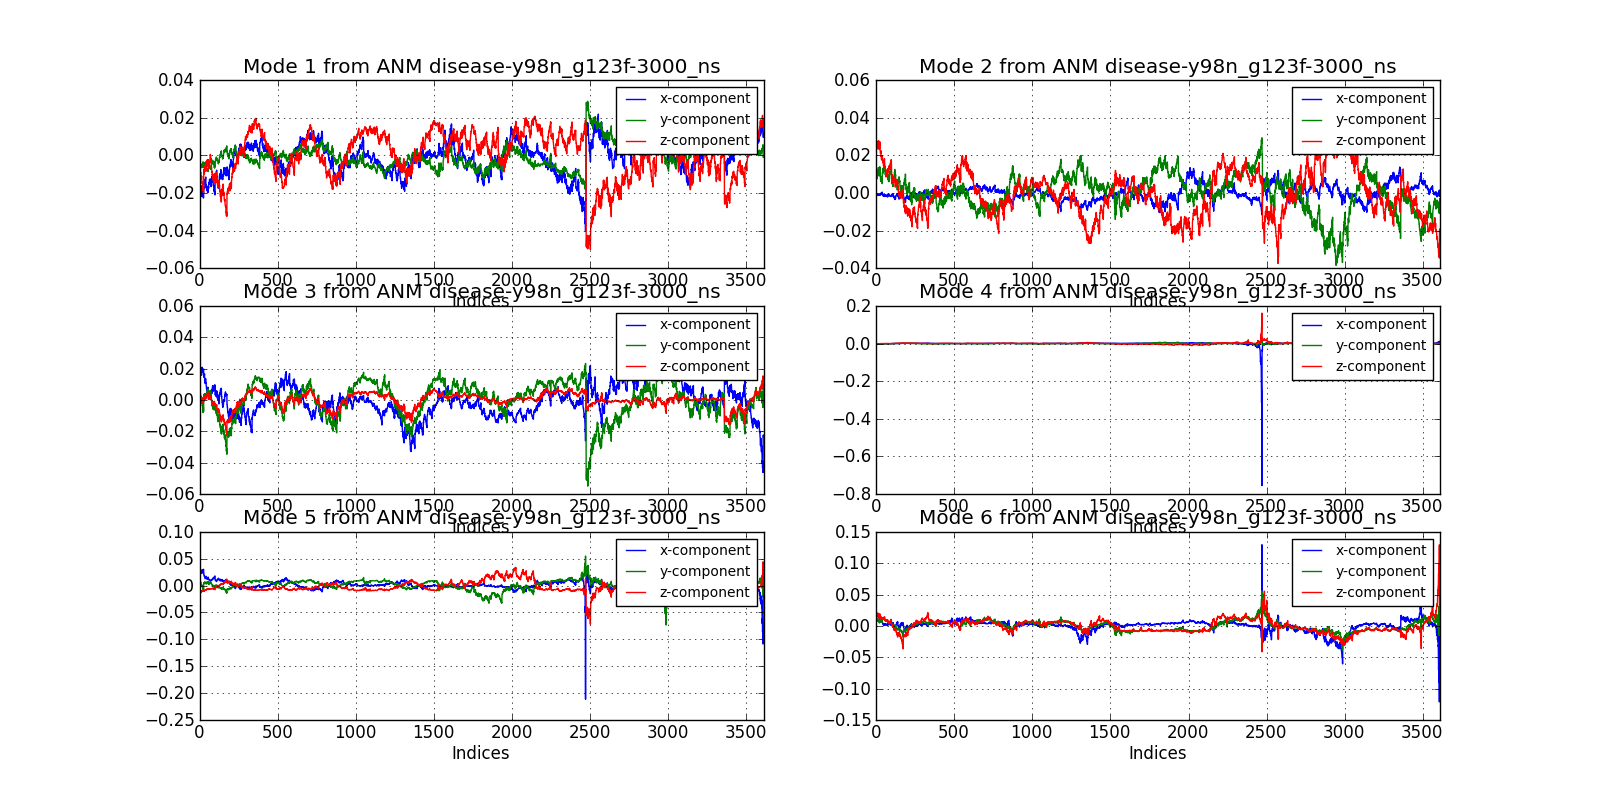 Mode 1 from ANM disease-y98n_g123f-3000_ns
0.04
0.02
0.00
−0.02
−0.04
−0.06
x-component
y-component
z-component
0 500 1000 1500 2000 2500 3000 3500
Indices
Mode 2 from ANM disease-y98n_g123f-3000_ns
0.06
0.04
0.02
0.00
−0.02
−0.04
x-component
y-component
z-component
0 500 1000 1500 2000 2500 3000 3500
Indices
Mode 3 from ANM disease-y98n_g123f-3000_ns
0.06
0.04
0.02
0.00
−0.02
−0.04
−0.06
x-component
y-component
z-component
0 500 1000 1500 2000 2500 3000 3500
Indices
Mode 4 from ANM disease-y98n_g123f-3000_ns
0.2
0.0
−0.2
−0.4
−0.6
−0.8
x-component
y-component
z-component
0 500 1000 1500 2000 2500 3000 3500
Indices
Mode 5 from ANM disease-y98n_g123f-3000_ns
0.10
0.05
0.00
−0.05
−0.10
−0.15
−0.20
−0.25
x-component
y-component
z-component
0 500 1000 1500 2000 2500 3000 3500
Indices
Mode 6 from ANM disease-y98n_g123f-3000_ns
0.15
0.10
0.05
0.00
−0.05
−0.10
−0.15
x-component
y-component
z-component
0 500 1000 1500 2000 2500 3000 3500
Indices